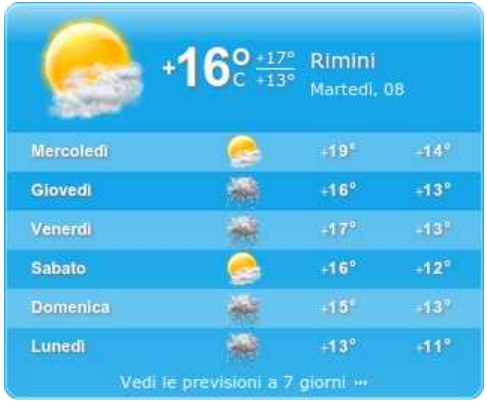 +16° C +17° +13° Rimini
Martedì, 08
Mercoledì +19° +14°
Giovedì +16° +13°
Venerdì +17° +13°
Sabato +16° +12°
Domenica +15° +13°
Lunedì +13° +11°
Vedi le previsioni a 7 giorni ···